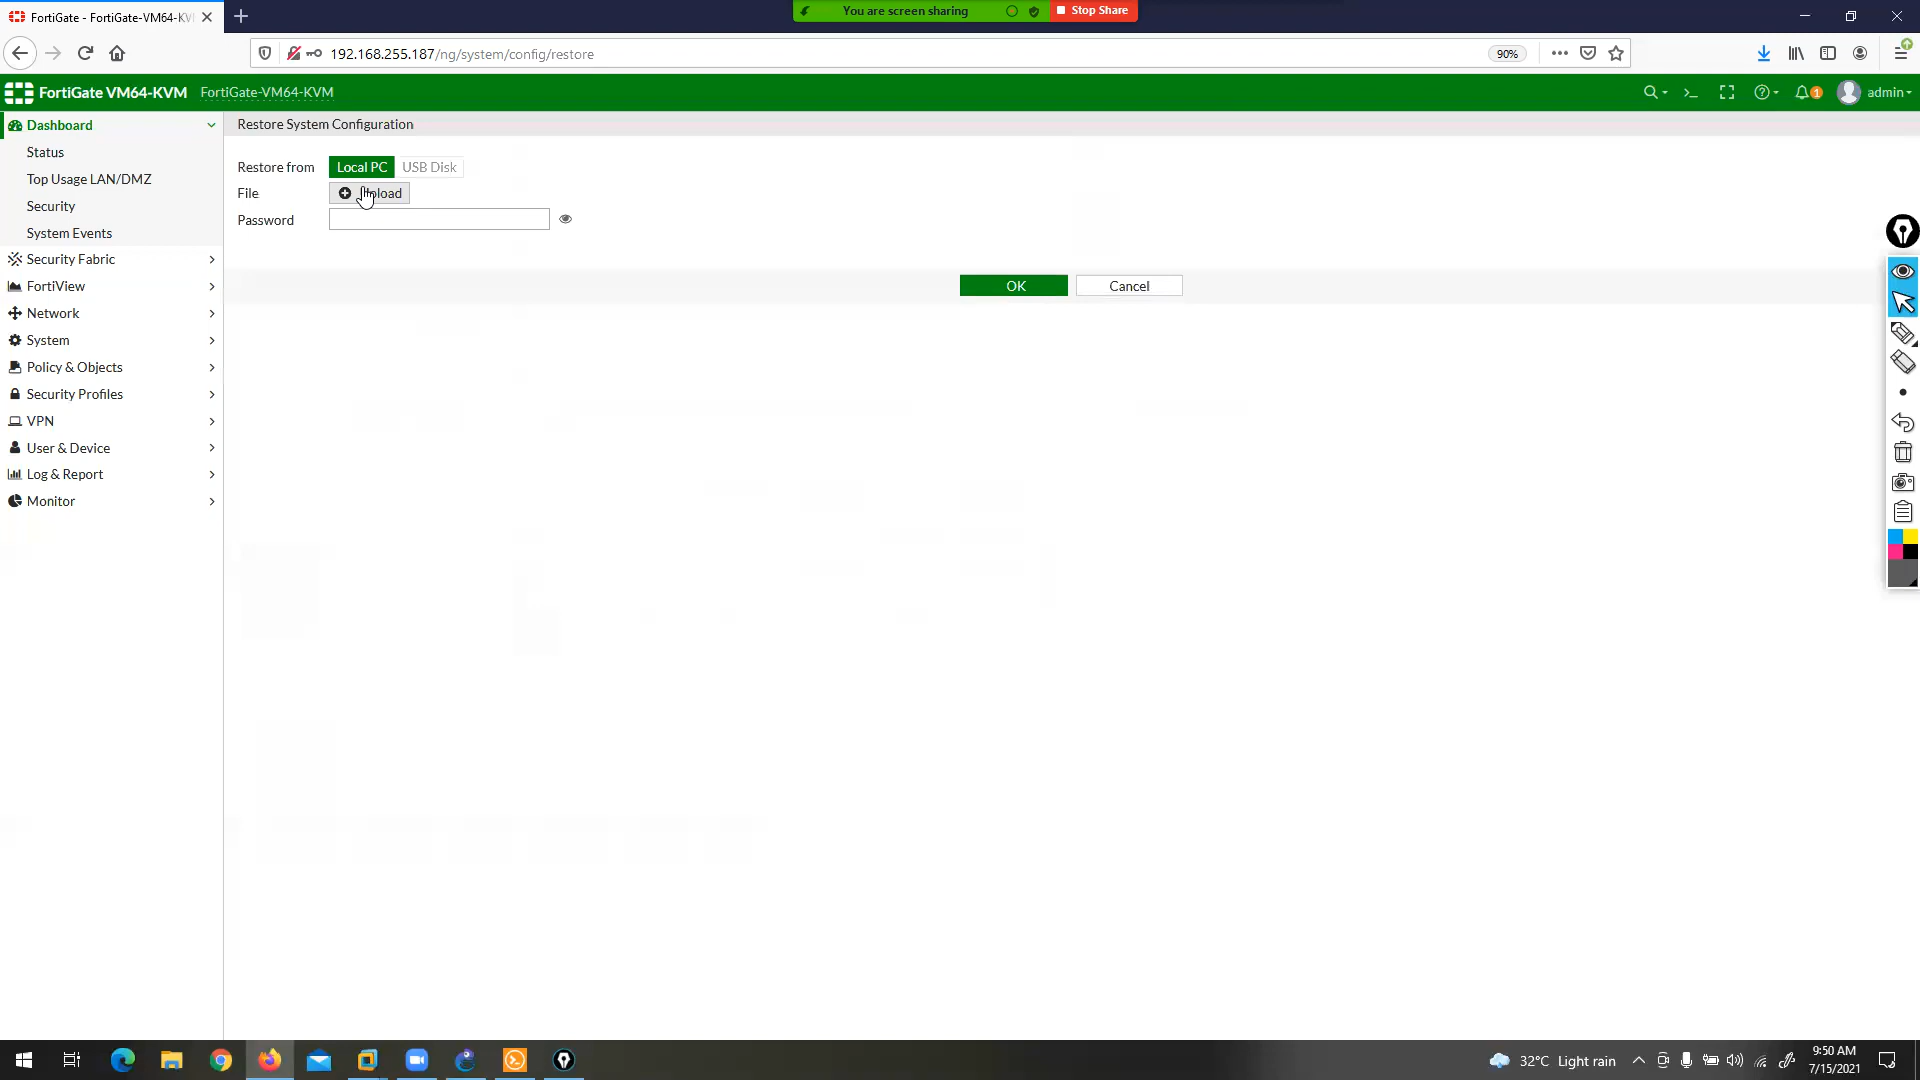 FortiGate - FortiGate-VM64-KV
You are screen sharing
Stop Share
192.168.255.187/ng/system/config/restore
90%
FortiGate VM64-KVM
FortiGate-VM64-KVM
1
admin
Dashboard
Status
Top Usage LAN/DMZ
Security
System Events
Security Fabric
FortiView
Network
System
Policy & Objects
Security Profiles
VPN
User & Device
Log & Report
Monitor
Restore System Configuration
Restore from
Local PC
USB Disk
File
Upload
Password
OK
Cancel
32°C Light rain
9:50 AM
7/15/2021